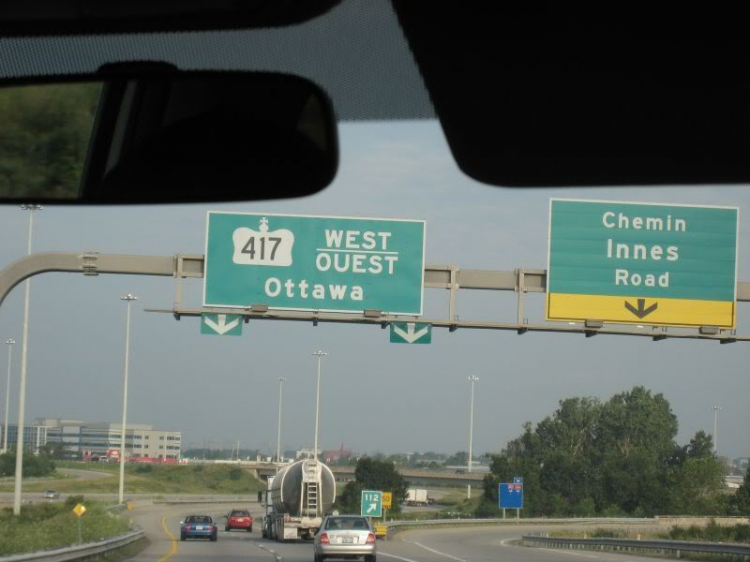 417
WEST
OUEST
Ottawa
Chemin
Innes
Road
112